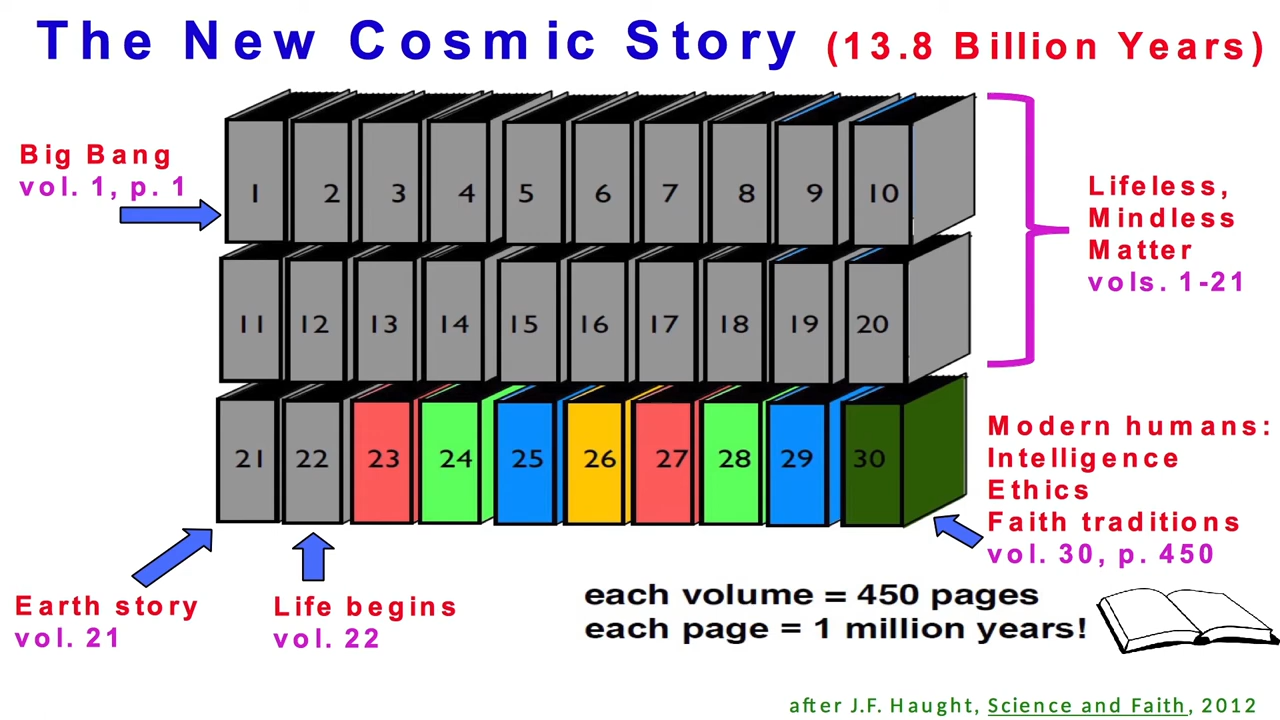 The New Cosmic Story (13.8 Billion Years)
Big Bang
vol. 1, p. 1
1 2 3 4 5 6 7 8 9 10
Lifeless,
Mindless
Matter
vols. 1-21
11 12 13 14 15 16 17 18 19 20
21 22 23 24 25 26 27 28 29 30
Modern humans:
Intelligence
Ethics
Faith traditions
vol. 30, p. 450
Earth story
vol. 21
Life begins
vol. 22
each volume = 450 pages
each page = 1 million years!
after J.F. Haught, Science and Faith, 2012